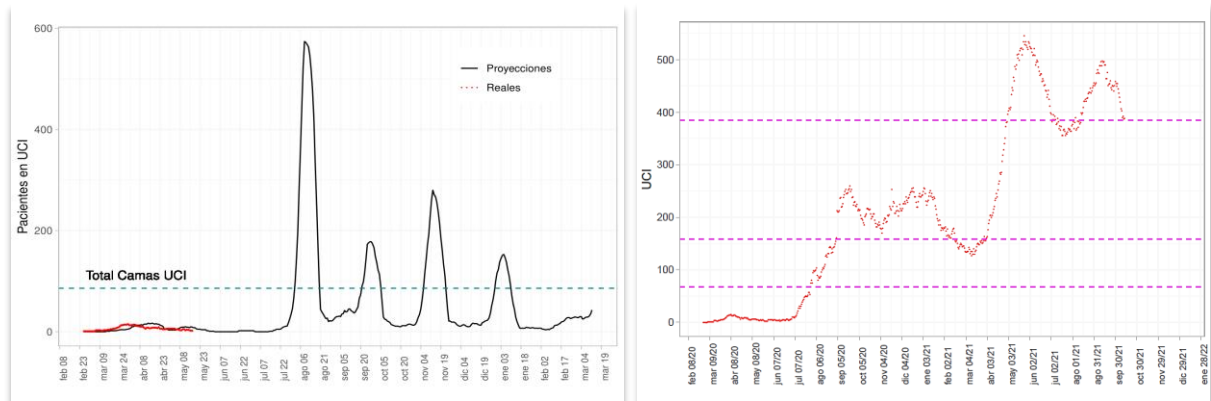 600
400
200
0
Pacientes en UCI
Proyecciones
Reales
Total Camas UCI
feb 08
feb 23
mar 09
mar 24
abr 08
abr 23
may 08
may 23
jun 07
jun 22
jul 07
jul 22
ago 06
ago 21
sep 05
sep 20
oct 05
oct 20
nov 04
nov 19
dic 04
dic 19
ene 03
ene 18
feb 02
feb 17
mar 04
mar 19
500
400
300
200
100
0
UCI
feb 08/20
mar 09/20
abr 08/20
may 08/20
jun 07/20
jul 07/20
ago 06/20
sep 05/20
oct 05/20
nov 04/20
dic 04/20
ene 03/21
feb 02/21
mar 04/21
abr 03/21
may 03/21
jun 02/21
jul 02/21
ago 01/21
ago 31/21
sep 30/21
oct 30/21
nov 29/21
dic 29/21
ene 28/22